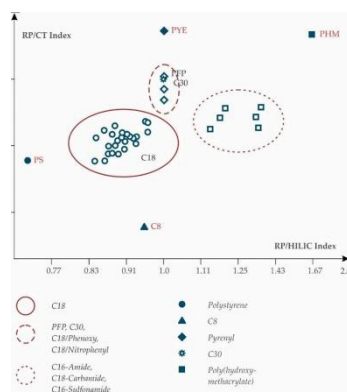 RP/CT Index
PYE
PHM
PFP
C30
C18
PS
C8
RP/HILIC Index
0.77 0.83 0.91 1.0 1.11 1.25 1.43 1.67 2.0
C18
PFP, C30,
C18/Phenoxy,
C18/Nitrophenyl
C16-Amide,
C18-Carbamide,
C16-Sulfonamide
Polystyrene
C8
Pyrenyl
C30
Poly(hydroxy-
methacrylate)